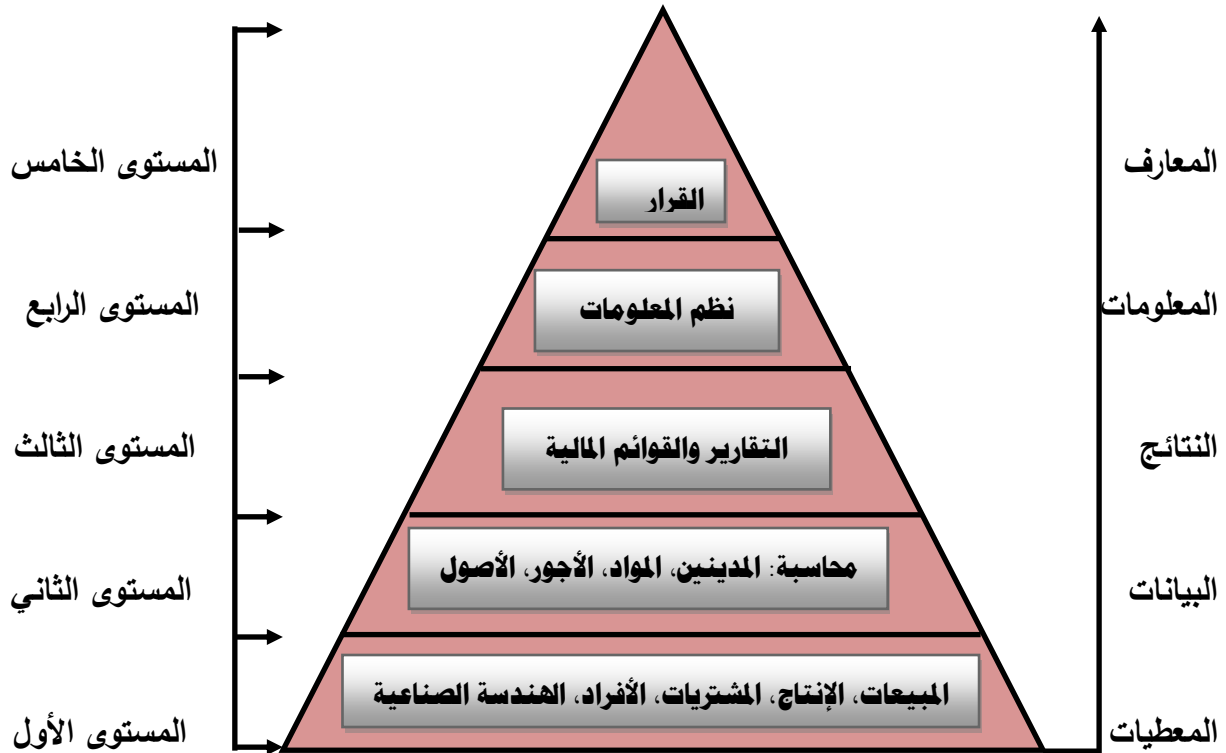 المعارف
القرار
المستوى الخامس
المعلومات
نظم المعلومات
المستوى الرابع
النتائج
التقارير والقوائم المالية
المستوى الثالث
البيانات
محاسبة: المدينين، المواد، الأجور، الأصول
المستوى الثاني
المعطيات
المبيعات، الإنتاج، المشتريات، الأفراد، الهندسة الصناعية
المستوى الأول